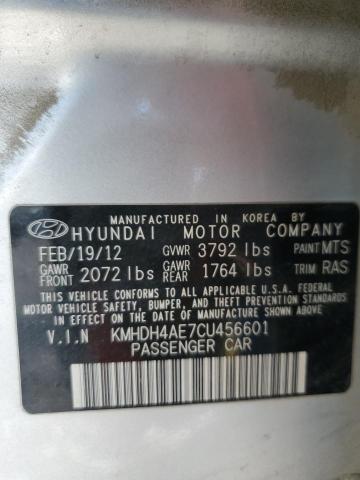 MANUFACTURED IN KOREA BY
HYUNDAI MOTOR COMPANY
FEB/19/12 GVWR 3792 lbs PAINT MTS
GAWR FRONT 2072 lbs GAWR REAR 1764 lbs TRIM RAS
THIS VEHICLE CONFORMS TO ALL APPLICABLE U.S.A. FEDERAL
MOTOR VEHICLE SAFETY, BUMPER, AND THEFT PREVENTION STANDARDS
IN EFFECT ON THE DATE OF MANUFACTURE SHOWN ABOVE.
V.I.N KMHDH4AE7CU456601
PASSENGER CAR